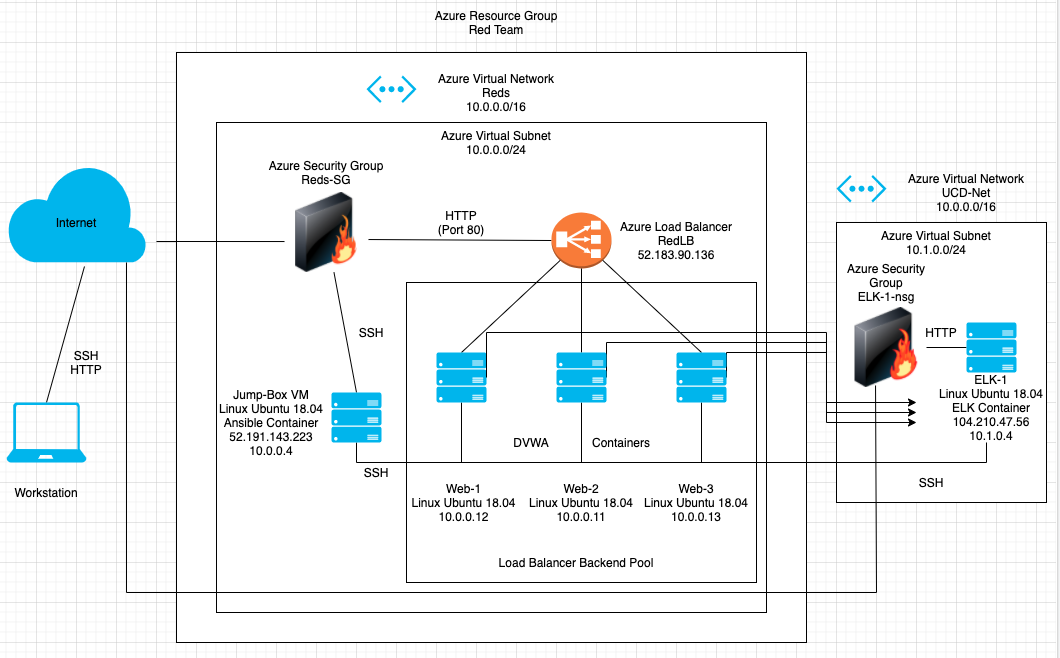 Azure Resource Group
Red Team
Azure Virtual Network
Reds
10.0.0.0/16
Azure Virtual Subnet
10.0.0.0/24
Azure Security Group
Reds-SG
Internet
HTTP
(Port 80)
Azure Load Balancer
RedLB
52.183.90.136
Azure Virtual Network
UCD-Net
10.0.0.0/16
Azure Virtual Subnet
10.1.0.0/24
Azure Security
Group
ELK-1-nsg
HTTP
SSH
SSH
HTTP
Jump-Box VM
Linux Ubuntu 18.04
Ansible Container
52.191.143.223
10.0.0.4
ELK-1
Linux Ubuntu 18.04
ELK Container
104.210.47.56
10.1.0.4
DVWA
Containers
SSH
SSH
Workstation
Web-1
Linux Ubuntu 18.04
10.0.0.12
Web-2
Linux Ubuntu 18.04
10.0.0.11
Web-3
Linux Ubuntu 18.04
10.0.0.13
Load Balancer Backend Pool